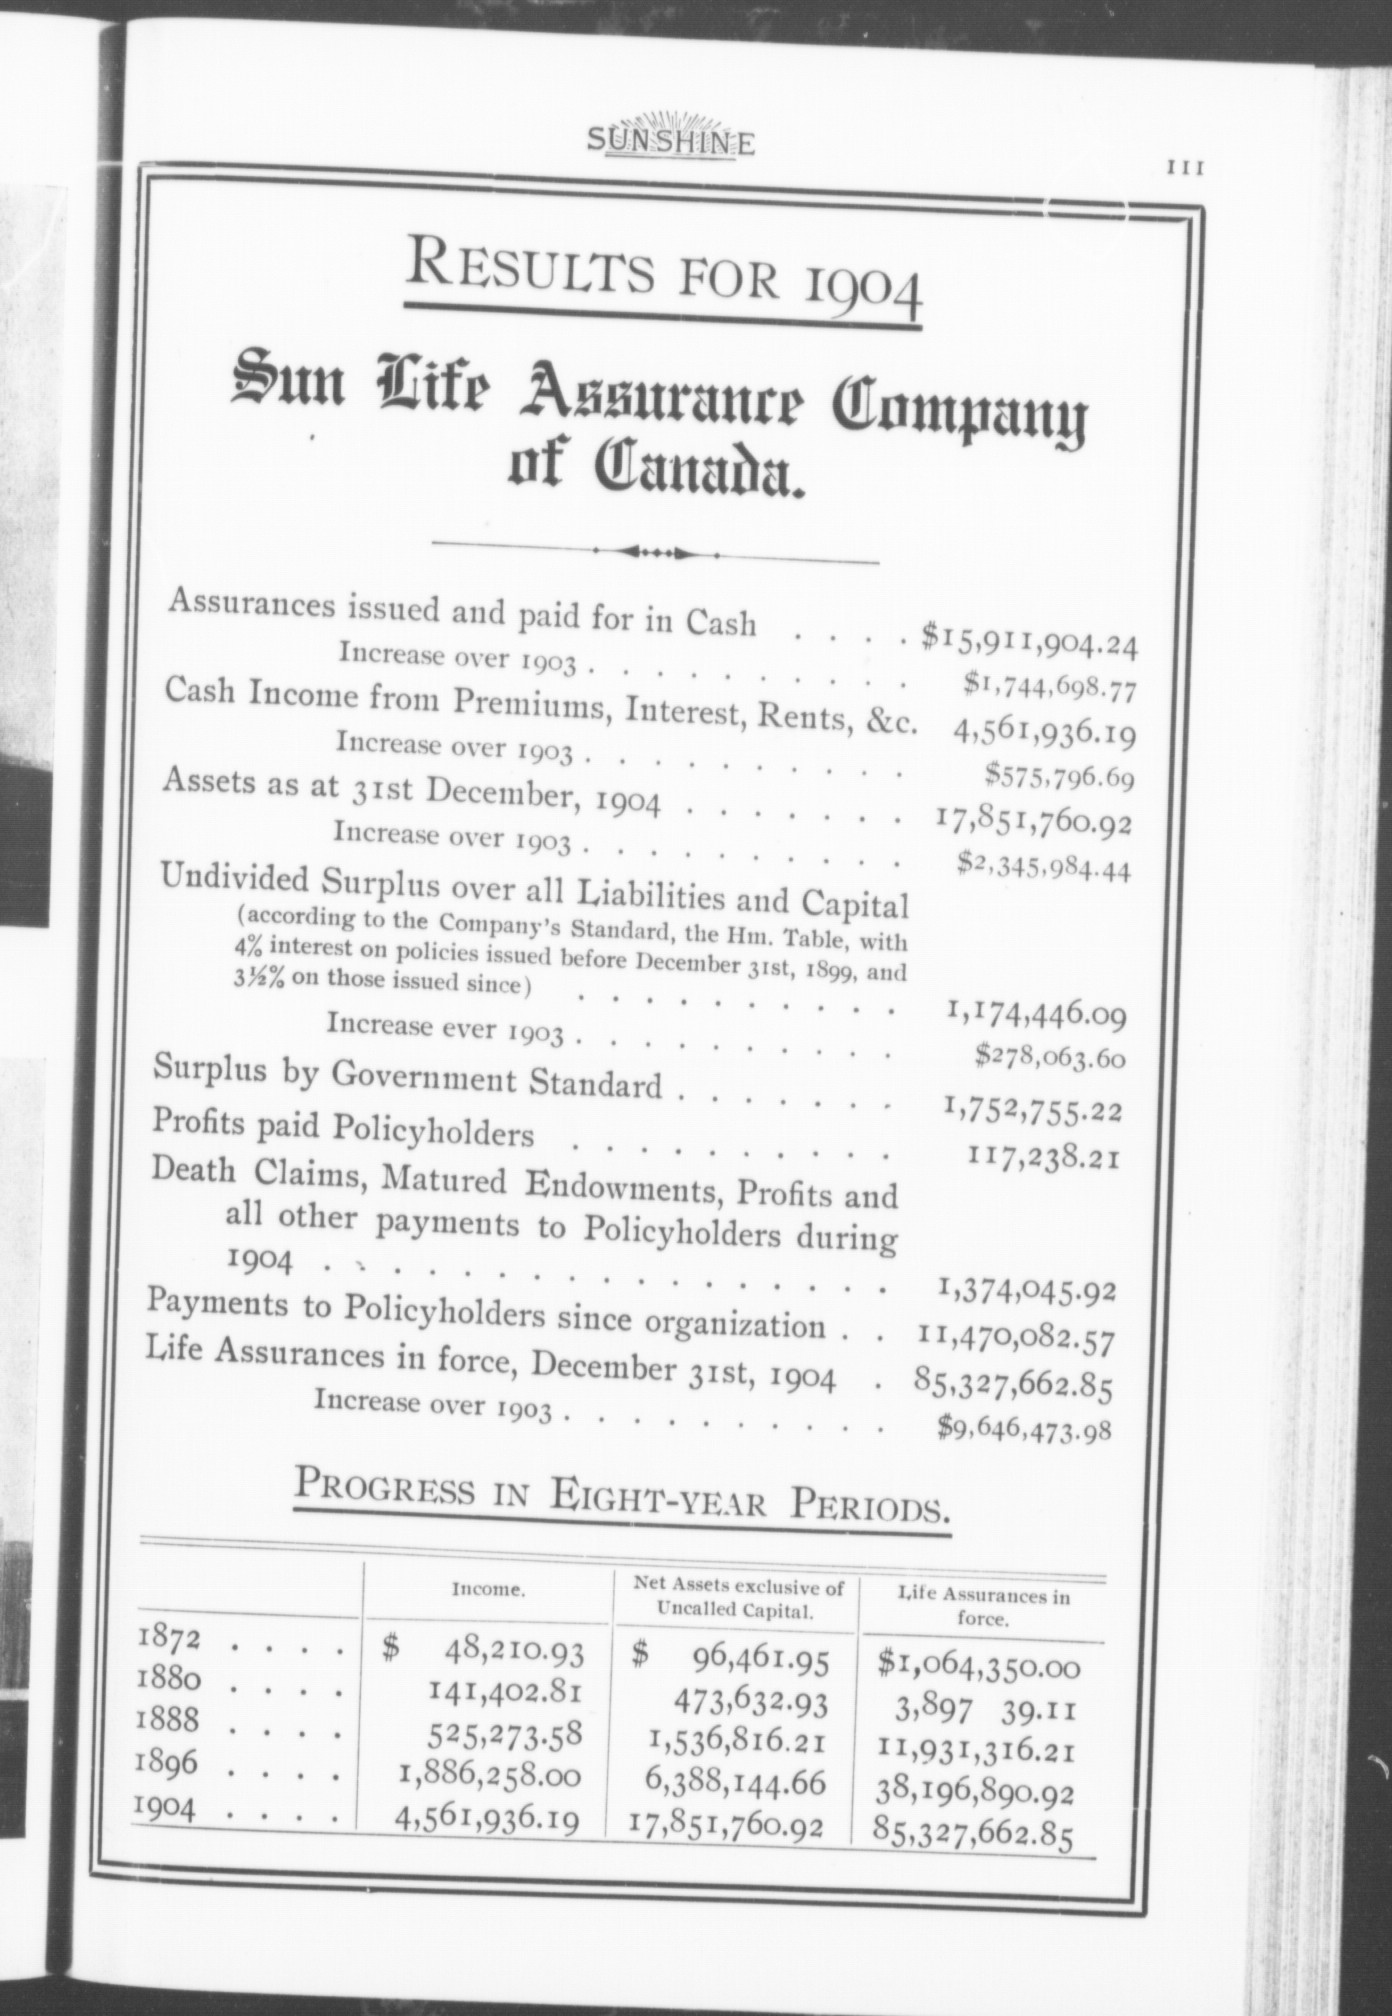 SUNSHINE
111
RESULTS FOR 1904
Sun Life Assurance Company
of Canada.
Assurances issued and paid for in Cash . . . . $15,911,904.24
Increase over 1903 . . . . . . . . . . $1,744,698.77
Cash Income from Premiums, Interest, Rents, &c. 4,561,936.19
Increase over 1903 . . . . . . . . . . $575,796.69
Assets as at 31st December, 1904 . . . . . . . 17,851,760.92
Increase over 1903 . . . . . . . . . . $2,345,984.44
Undivided Surplus over all Liabilities and Capital
(according to the Company's Standard, the Hm. Table, with
4% interest on policies issued before December 31st, 1899, and
3½% on those issued since) . . . . . . . . . . 1,174,446.09
Increase ever 1903 . . . . . . . . . . $278,063.60
Surplus by Government Standard . . . . . . . 1,752,755.22
Profits paid Policyholders . . . . . . . . . . 117,238.21
Death Claims, Matured Endowments, Profits and
all other payments to Policyholders during
1904 . . . . . . . . . . . . . . . . . 1,374,045.92
Payments to Policyholders since organization . . 11,470,082.57
Life Assurances in force, December 31st, 1904 . 85,327,662.85
Increase over 1903 . . . . . . . . . . $9,646,473.98
PROGRESS IN EIGHT-YEAR PERIODS.
Income. Net Assets exclusive of Uncalled Capital. Life Assurances in force.
1872 . . . . $ 48,210.93 $ 96,461.95 $1,064,350.00
1880 . . . . 141,402.81 473,632.93 3,897 39.11
1888 . . . . 525,273.58 1,536,816.21 11,931,316.21
1896 . . . . 1,886,258.00 6,388,144.66 38,196,890.92
1904 . . . . 4,561,936.19 17,851,760.92 85,327,662.85